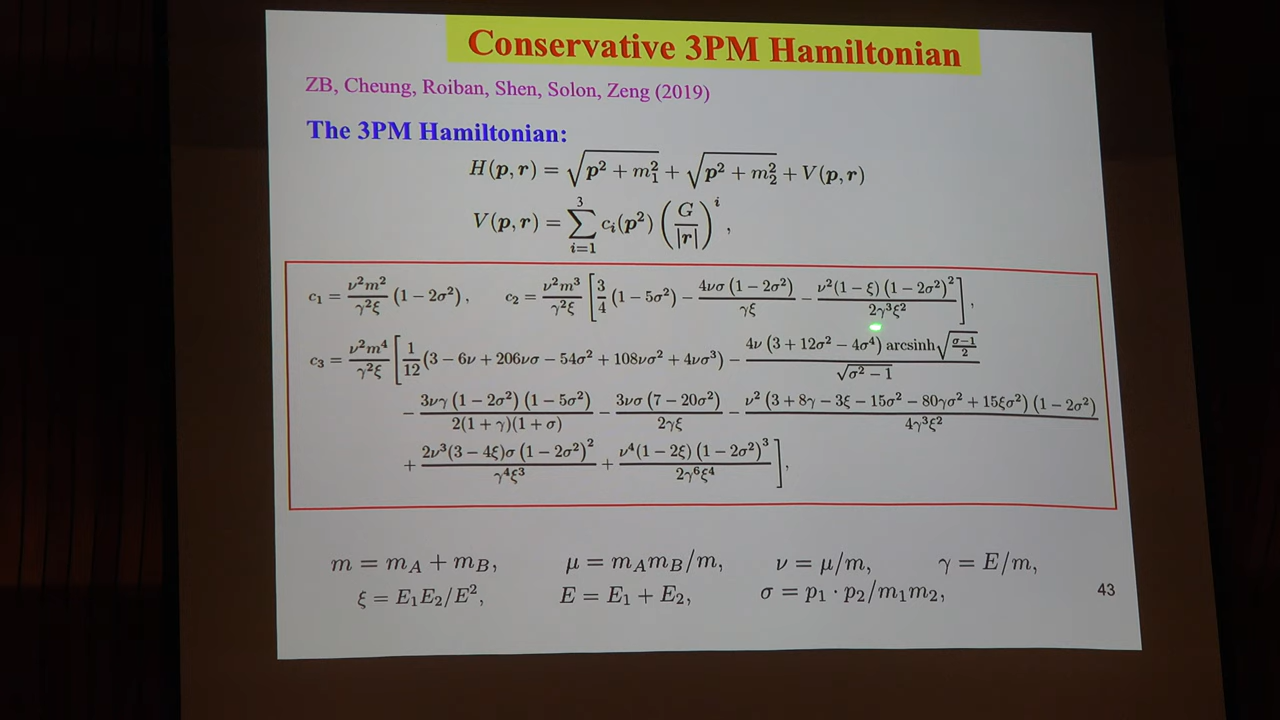 Conservative 3PM Hamiltonian
ZB, Cheung, Roiban, Shen, Solon, Zeng (2019)
The 3PM Hamiltonian:
H(p, r) = √(p² + m₁²) + √(p² + m₂²) + V(p, r)
V(p, r) = ∑_{i=1}^{3} c_i(p²) (G/|r|)^i ,
c₁ = ν²m²/(γ²ξ) (1 − 2σ²), c₂ = ν²m³/(γ²ξ) [ 3/4 (1 − 5σ²) − 4νσ (1 − 2σ²)/(γξ) − ν²(1 − ξ) (1 − 2σ²)²/(2γ³ξ²) ],
c₃ = ν²m⁴/(γ²ξ) [ 1/12 (3 − 6ν + 206νσ − 54σ² + 108νσ² + 4νσ³) − 4ν (3 + 12σ² − 4σ⁴) arcsinh√((σ−1)/2) / √(σ² − 1)
− 3νγ (1 − 2σ²) (1 − 5σ²)/(2(1 + γ)(1 + σ)) − 3νσ (7 − 20σ²)/(2γξ) − ν² (3 + 8γ − 3ξ − 15σ² − 80γσ² + 15ξσ²) (1 − 2σ²)/(4γ³ξ²)
+ 2ν³(3 − 4ξ)σ (1 − 2σ²)²/(γ⁴ξ³) + ν⁴(1 − 2ξ) (1 − 2σ²)³/(2γ⁶ξ⁴) ],
m = m_A + m_B, μ = m_A m_B/m, ν = μ/m, γ = E/m,
ξ = E₁E₂/E², E = E₁ + E₂, σ = p₁ · p₂/m₁m₂,
43